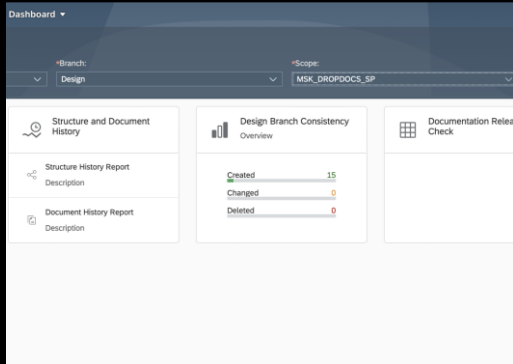 Dashboard
*Branch:
*Scope:
Design
MSK_DROPDOCS_SP
Structure and Document
History
Structure History Report
Description
Document History Report
Description
Design Branch Consistency
Overview
Created 15
Changed 0
Deleted 0
Documentation Relea
Check